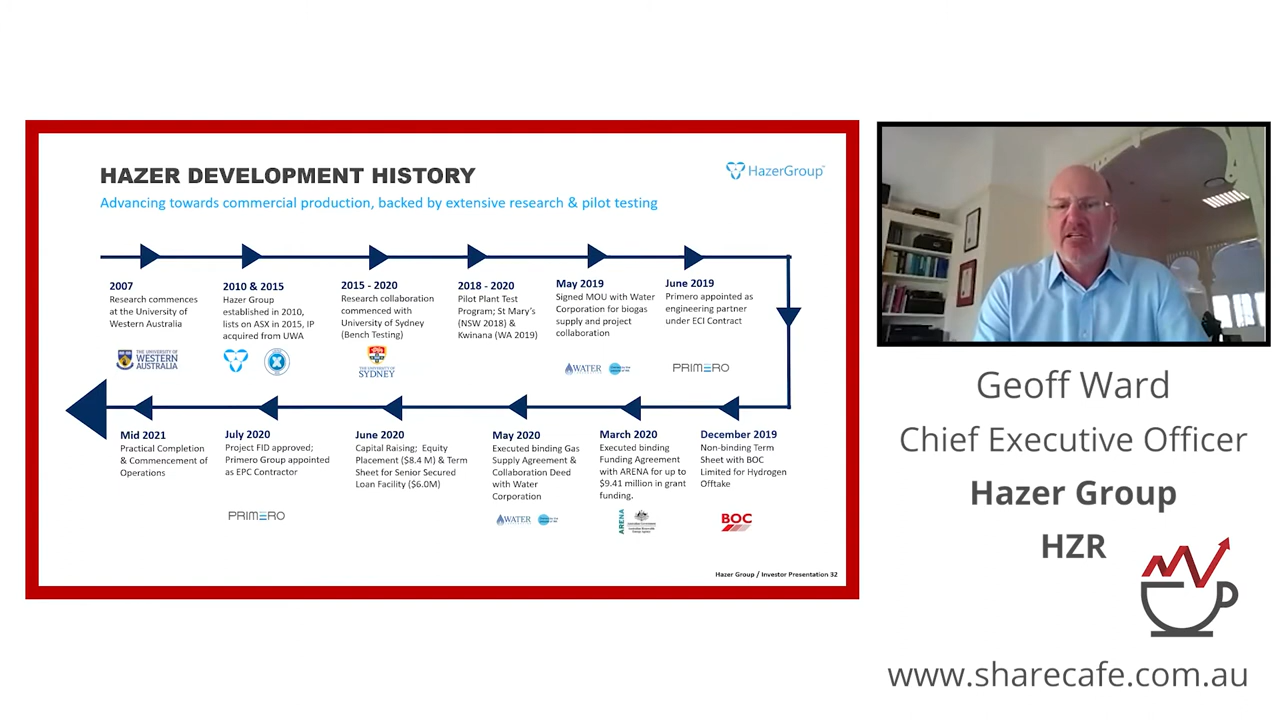 HAZER DEVELOPMENT HISTORY
HazerGroup
Advancing towards commercial production, backed by extensive research & pilot testing
2007
Research commences
at the University of
Western Australia
THE UNIVERSITY OF
WESTERN
AUSTRALIA
2010 & 2015
Hazer Group
established in 2010,
lists on ASX in 2015, IP
acquired from UWA
2015 - 2020
Research collaboration
commenced with
University of Sydney
(Bench Testing)
THE UNIVERSITY OF
SYDNEY
2018 - 2020
Pilot Plant Test
Program; St Mary's
(NSW 2018) &
Kwinana (WA 2019)
May 2019
Signed MOU with Water
Corporation for biogas
supply and project
collaboration
WATER
June 2019
Primero appointed as
engineering partner
under ECI Contract
PRIMERO
Mid 2021
Practical Completion
& Commencement of
Operations
July 2020
Project FID approved;
Primero Group appointed
as EPC Contractor
PRIMERO
June 2020
Capital Raising; Equity
Placement ($8.4 M) & Term
Sheet for Senior Secured
Loan Facility ($6.0M)
May 2020
Executed binding Gas
Supply Agreement &
Collaboration Deed
with Water
Corporation
WATER
March 2020
Executed binding
Funding Agreement
with ARENA for up to
$9.41 million in grant
funding.
ARENA
December 2019
Non-binding Term
Sheet with BOC
Limited for Hydrogen
Offtake
BOC
Hazer Group / Investor Presentation 32
Geoff Ward
Chief Executive Officer
Hazer Group
HZR
www.sharecafe.com.au